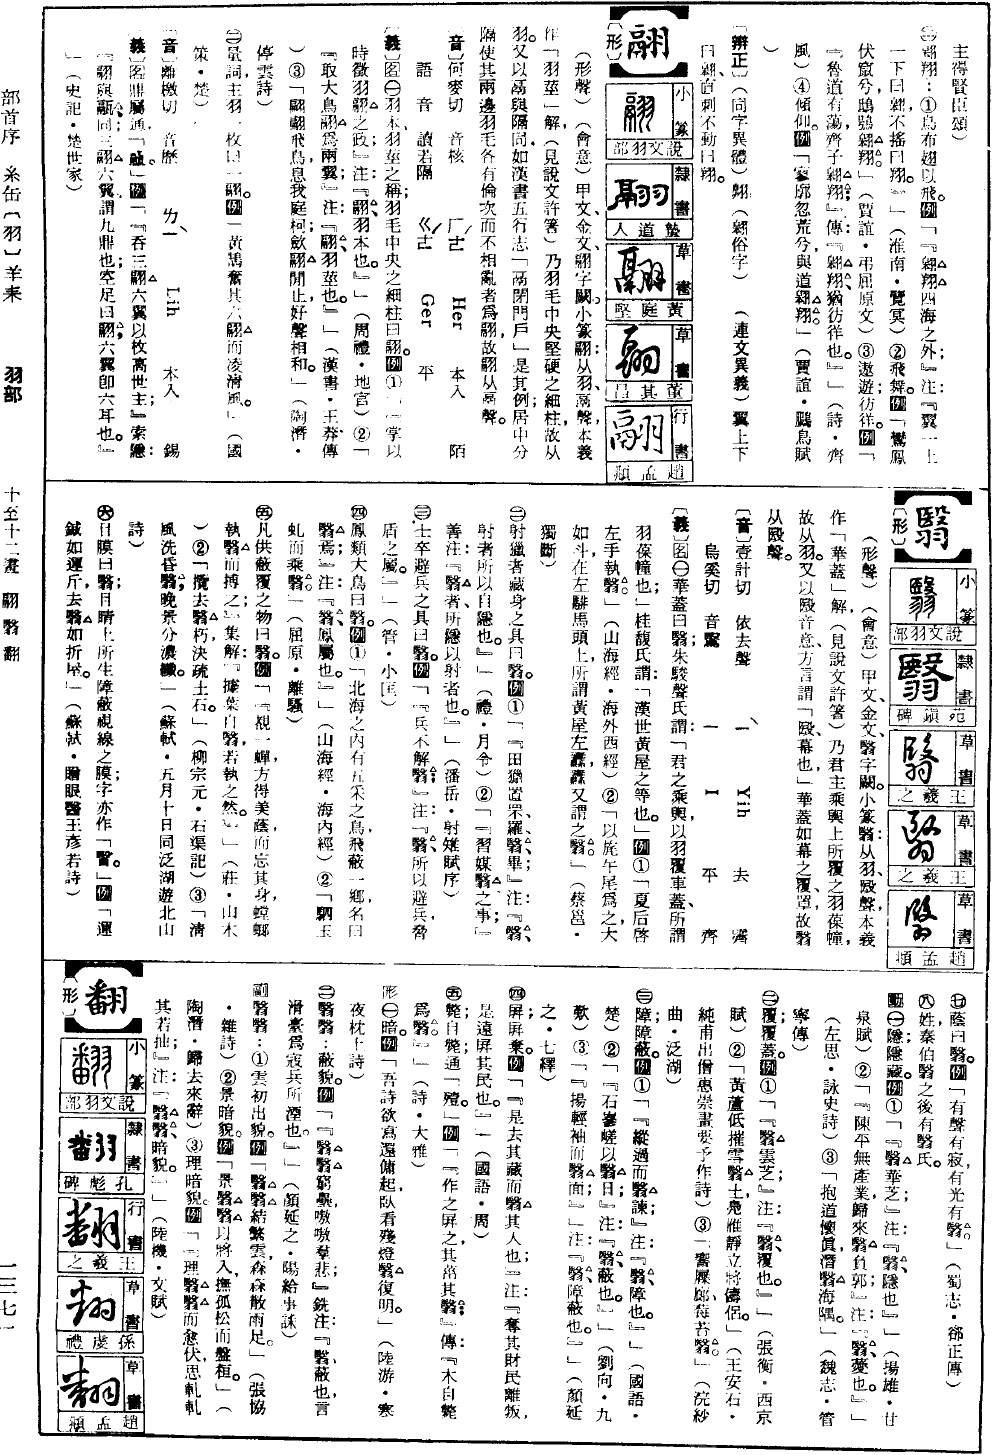 主得賢臣頌）
㊁翱翔：①鳥布翅以飛。例「『翱翔四海之外』注：『翼一上
一下曰翱不搖曰翔。』」（淮南・覽冥）②飛舞。例「鸞鳳
伏竄兮，鴟鴞翱翔。」（賈誼・弔屈原文）③遨遊彷徉。例「
『魯道有蕩齊子翱翔』傳：『翱翔猶彷徉也。』」（詩・齊
風）④傾仰。例「寥廓忽荒兮與道翱翔。」（賈誼・鵩鳥賦
）
〔辨正〕（同字異體）翶（翱俗字）　（連文異義）翼上下
曰翱，直刺不動曰翔。
翮
〔形〕
小篆　說文羽部
隸書　蟄道人
草書　黃庭堅
草書　董其昌
行書　趙孟頫
（形聲）（會意）甲文、金文翮字闕。小篆翮：从羽、鬲聲，本義
作「羽莖」解（見說文許箸）乃羽毛中央堅硬之細柱，故从
羽。又以鬲與隔同，如漢書五行志「鬲閉門戶」是其例；居中分
隔使其兩邊羽毛各有倫次而不相亂者爲翮，故翮从鬲聲。
〔音〕何麥切　音核　ㄏㄜˊ　Her　本入　陌
語音　讀若隔　ㄍㄜˊ　Ger　平
〔義〕名㊀羽本，羽莖之稱；羽毛中央之細柱曰翮。例①「『掌以
時徵羽翮之政』注：『翮，羽本也。』」（周禮・地官）②「
『取大鳥翮爲兩翼』注：『翮，羽莖也。』」（漢書・王莽傳
）③「翩翩飛鳥，息我庭柯，斂翮閒止，好聲相和。」（陶潛・
停雲詩）
㊁量詞，主羽一枚曰一翮。例「黃鵠奮其六翮而凌清風。」（國
策・楚）
〔音〕離檄切　音歷　ㄌㄧˋ　Lih　本入　錫
〔義〕名鼎屬，通「䰛」例「『吞三翮六翼以枚高世主』索隱：
『翮與䰛同，三翮六翼，謂九鼎也；空足曰翮，六翼即六耳也。』
」（史記・楚世家）
翳
〔形〕
小篆　說文羽部
隸書　范鎮碑
草書　王羲之
草書　王羲之
草書　趙孟頫
（形聲）（會意）甲文、金文翳字闕。小篆翳：从羽、殹聲，本義
作「華蓋」解（見說文許箸）乃君主乘輿上所覆之羽葆幢，
故从羽。又以殹音意，方言謂「殹，幕也」華蓋如幕之覆罩，故翳
从殹聲。
〔音〕壹計切　依去聲　ㄧˋ　Yih　去　霽
烏奚切　音鷖　ㄧ　I　平　齊
〔義〕名㊀華蓋曰翳；朱駿聲氏謂：「君之乘輿以羽覆車蓋，所謂
羽葆幢也」桂馥氏謂：「漢世黃屋之等也。」例①「夏后啓
左手執翳。」（山海經・海外西經）②「以旄牛尾爲之，大
如斗，在左騑馬頭上，所謂黃屋左纛，纛又謂之翳。」（蔡邕・
獨斷）
㊁射獵者藏身之具曰翳。例①「『田獵罝罘羅翳畢』注：『翳，
射者所以自隱也。』」（禮・月令）②「『習媒翳之事』
善注：『翳者，所隱以射者也。』」（潘岳・射雉賦序）
㊂士卒避兵之具曰翳。例「『兵不解翳』注：『翳，所以避兵，脅
盾之屬。』」（管・小匡）
㊃鳳類大鳥曰翳。例①「北海之內，有五采之鳥，飛蔽一鄉，名曰
翳鳥」注：『翳，鳳屬也。』」（山海經・海內經）②「駟玉
虬而乘翳。」（屈原・離騷）
㊄凡供蔽覆之物曰翳。例「『覩一蟬方得美蔭而忘其身，螳螂
執翳而搏之』集解：『搸葉自翳若執之然。』」（莊・山木
）②「攬去翳朽，決疏土石。」（柳宗元・石渠記）③「清
風洗昏翳，晚景分濃纖。」（蘇軾・五月十日同泛湖遊北山
詩）
㊅目膜曰翳，目睛上所生障蔽視線之膜；字亦作「瞖。」例「運
鍼如運斤，去翳如折屋。」（蘇軾・贈眼醫王彥若詩）
㊆蔭曰翳。例「有聲有寂，有光有翳。」（蜀志・郤正傳）
㊇姓，秦伯翳之後有翳氏。
動㊀隱，隱藏。例①「『翳華芝』注：『翳，隱也』」（揚雄・甘
泉賦）②「『陳平無產業，歸來翳負郭』注：『翳，薆也。』」
（左思・詠史詩）③「抱道懷眞，潛翳海隅。」（魏志・管
寧傳）
㊁覆，覆蓋。例①「『翳雲芝』注：『翳，覆也。』」（張衡・西京
賦）②「黃蘆低摧雪翳土，鳧雁靜立將儔侶。」（王安石・
純甫出僧惠崇畫要予作詩）③「響屧廊莓苔翳。」（浣紗
曲・泛湖）
㊂障，障蔽。例①「『縱過而翳諫』注：『翳，障也。』」（國語・
楚）②「『石嵾嵯以翳日』注：『翳，蔽也。』」（劉向・九
歎）③「『揚輕袖而翳面』」注：『翳，障蔽也。』」（顏延
之・七繹）
㊃屏，屏棄。例「『是去其藏而翳其人也』注：『奪其財，民離叛，
是遠屏其民也。』」（國語・周）
㊄斃，自斃，通「殪。」例「『作之屏之，其菑其翳』傳：『木自斃
爲翳。』」（詩・大雅）
形㊀暗。例「吾詩欲寫還慵起，臥看殘燈翳復明。」（陸游・寒
夜枕上詩）
㊁翳翳：蔽貌。例「『翳翳窮壘，嗷嗷羣悲』銑注：『翳，蔽也；言
滑臺爲寇兵所湮也。』」（顏延之・陽給事誄）
副翳翳：①雲初出貌。例「翳翳結繁雲，森森散雨足。」（張協
・雜詩）②景暗貌。例「景翳翳以將入，撫孤松而盤桓。」（
陶潛・歸去來辭）③理暗貌。例「『理翳翳而愈伏，思軋軋
其若抽』注：『翳翳，暗貌。』」（陸機・文賦）
翻
〔形〕
小篆　說文羽部
隸書　孔彪碑
行書　王羲之
草書　孫虔禮
草書　趙孟頫
部首序　糸缶〔羽〕羊耒　羽部　十至十二畫　翮翳翻　一三七一